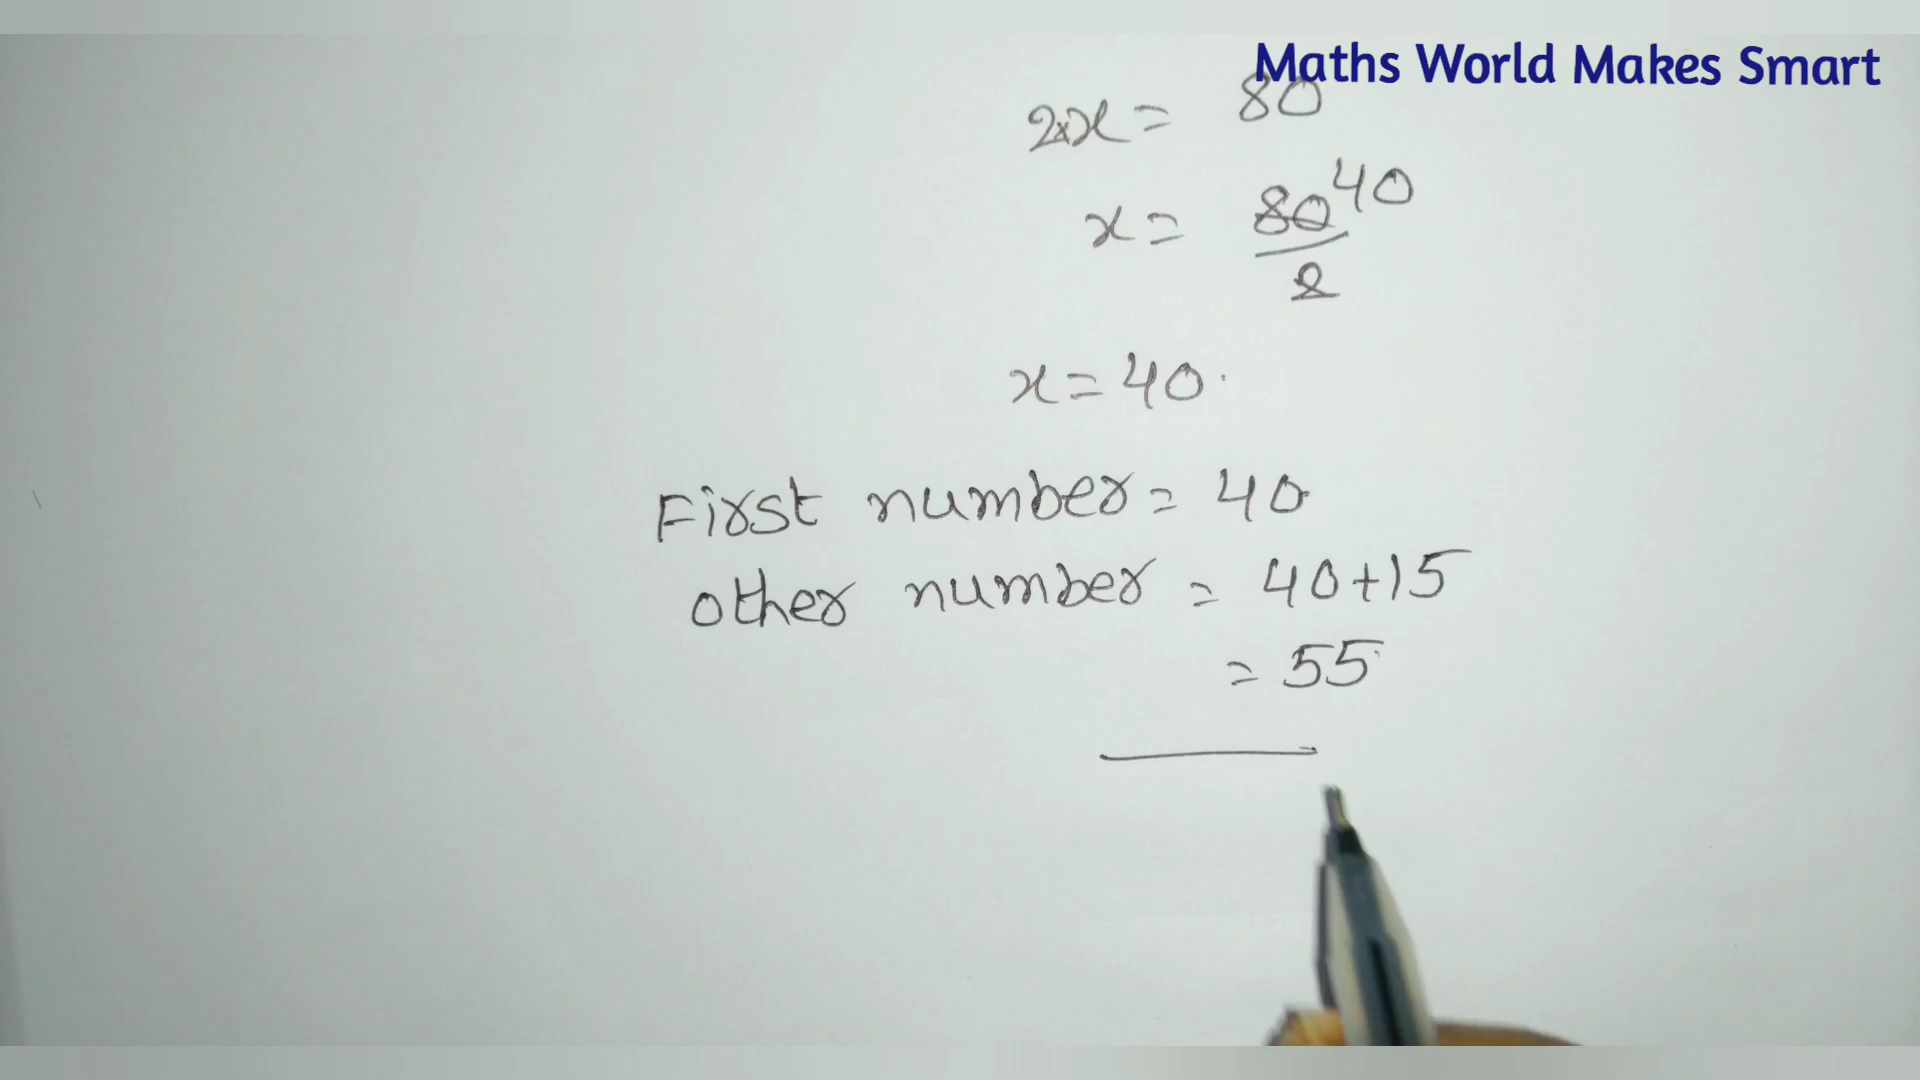 Maths World Makes Smart
2x = 80
x = 80 40
2
x = 40.
First number = 40
other number = 40+15
= 55